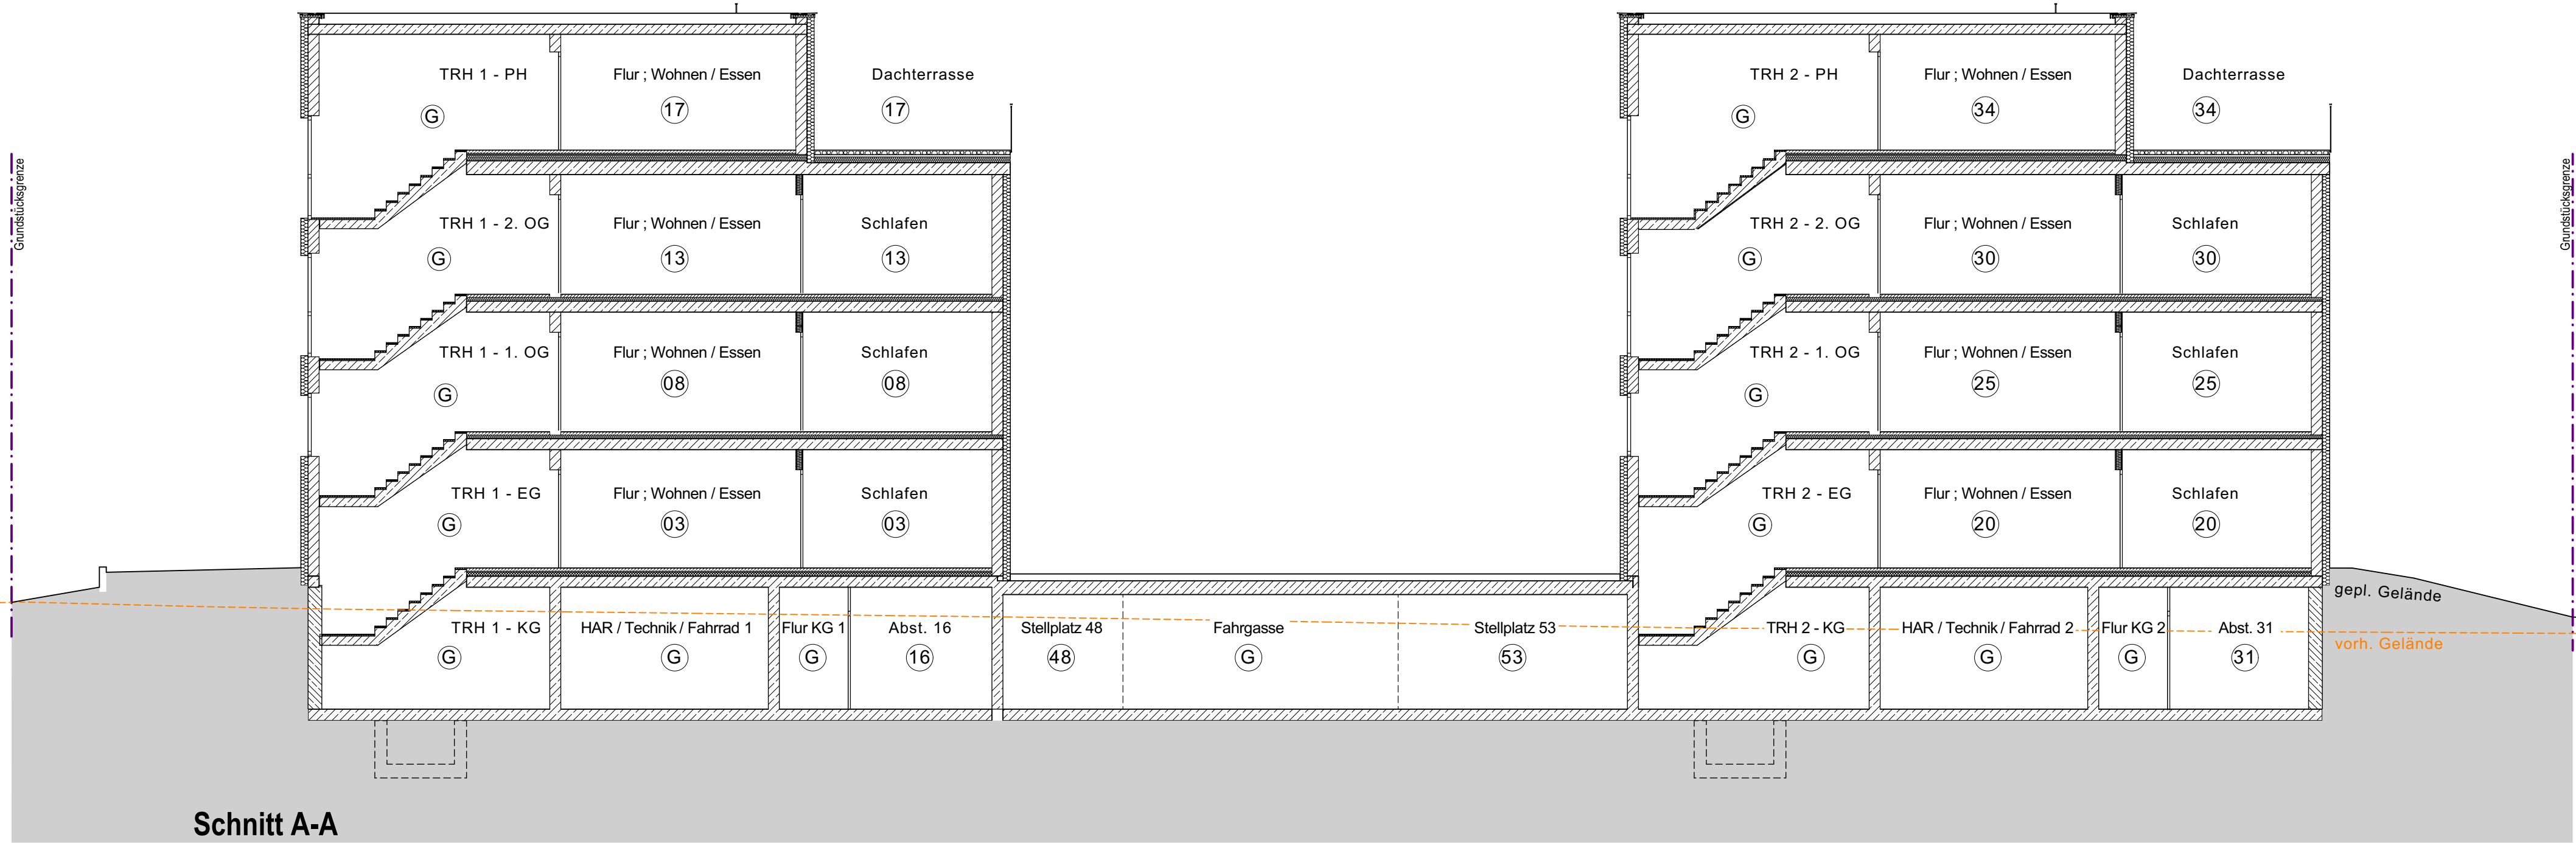 TRH 1 - PH
Flur ; Wohnen / Essen
Dachterrasse
G
17
17
TRH 2 - PH
Flur ; Wohnen / Essen
Dachterrasse
G
34
34
Grundstücksgrenze
Grundstücksgrenze
TRH 1 - 2. OG
Flur ; Wohnen / Essen
Schlafen
G
13
13
TRH 2 - 2. OG
Flur ; Wohnen / Essen
Schlafen
G
30
30
TRH 1 - 1. OG
Flur ; Wohnen / Essen
Schlafen
G
08
08
TRH 2 - 1. OG
Flur ; Wohnen / Essen
Schlafen
G
25
25
TRH 1 - EG
Flur ; Wohnen / Essen
Schlafen
G
03
03
TRH 2 - EG
Flur ; Wohnen / Essen
Schlafen
G
20
20
TRH 1 - KG
HAR / Technik / Fahrrad 1
Flur KG 1
Abst. 16
Stellplatz 48
Fahrgasse
Stellplatz 53
TRH 2 - KG
HAR / Technik / Fahrrad 2
Flur KG 2
Abst. 31
G
G
G
16
48
G
53
G
G
G
31
gepl. Gelände
vorh. Gelände
Schnitt A-A